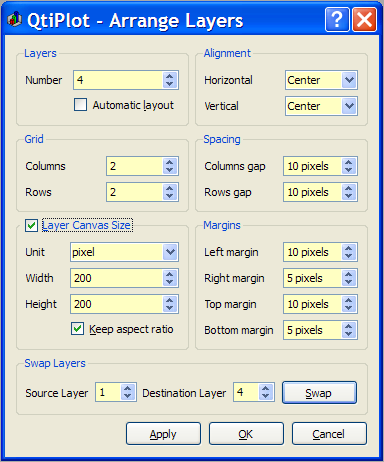 QtiPlot - Arrange Layers
Layers
Number 4
Automatic layout
Alignment
Horizontal Center
Vertical Center
Grid
Columns 2
Rows 2
Spacing
Columns gap 10 pixels
Rows gap 10 pixels
Layer Canvas Size
Unit pixel
Width 200
Height 200
Keep aspect ratio
Margins
Left margin 10 pixels
Right margin 5 pixels
Top margin 10 pixels
Bottom margin 5 pixels
Swap Layers
Source Layer 1 Destination Layer 4 Swap
Apply OK Cancel